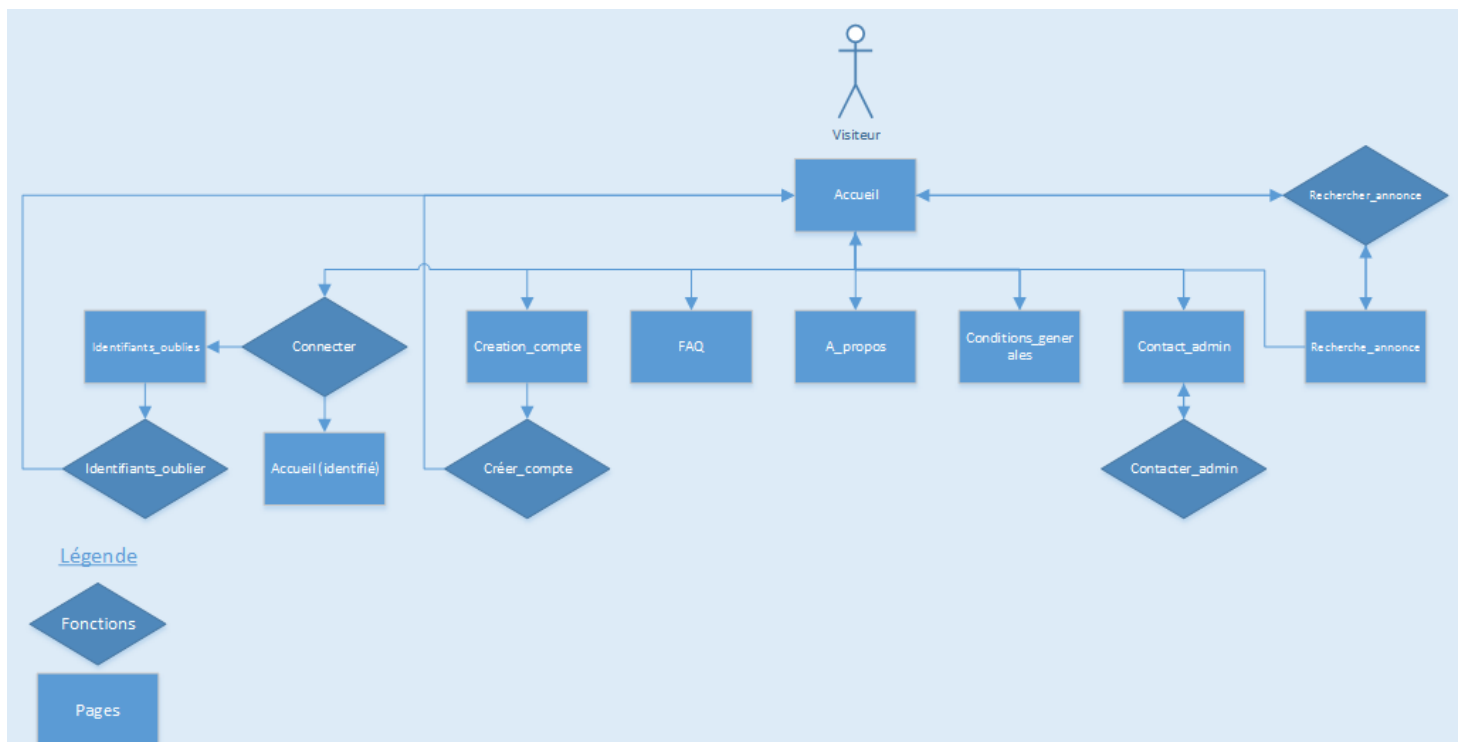 Visiteur
Accueil
Rechercher_annonce
Identifiants_oublies
Connecter
Creation_compte
FAQ
A_propos
Conditions_gener
ales
Contact_admin
Recherche_annonce
Identifiants_oublier
Accueil (identifié)
Créer_compte
Contacter_admin
Légende
Fonctions
Pages